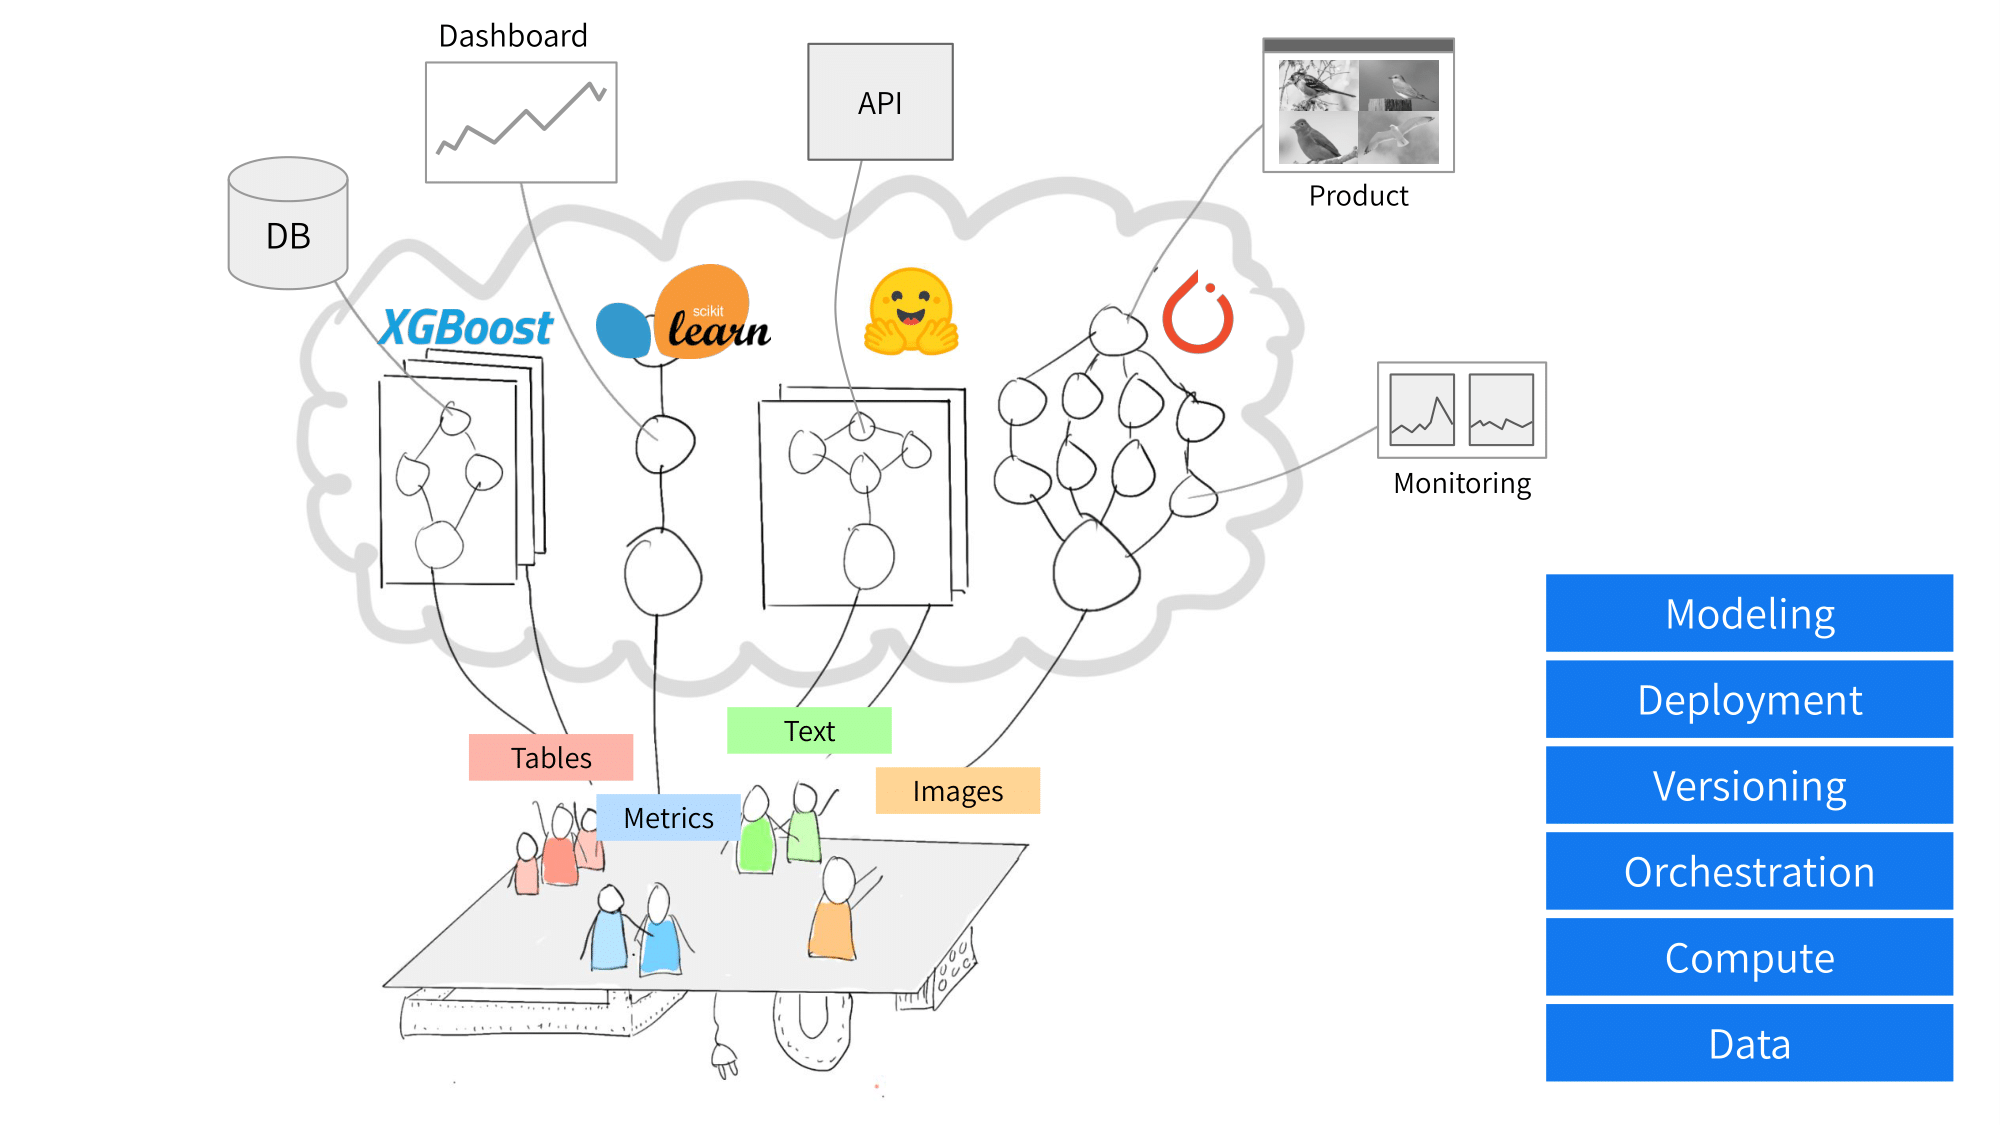 Dashboard
API
Product
DB
XGBoost
scikit
learn
Monitoring
Text
Tables
Images
Metrics
Modeling
Deployment
Versioning
Orchestration
Compute
Data